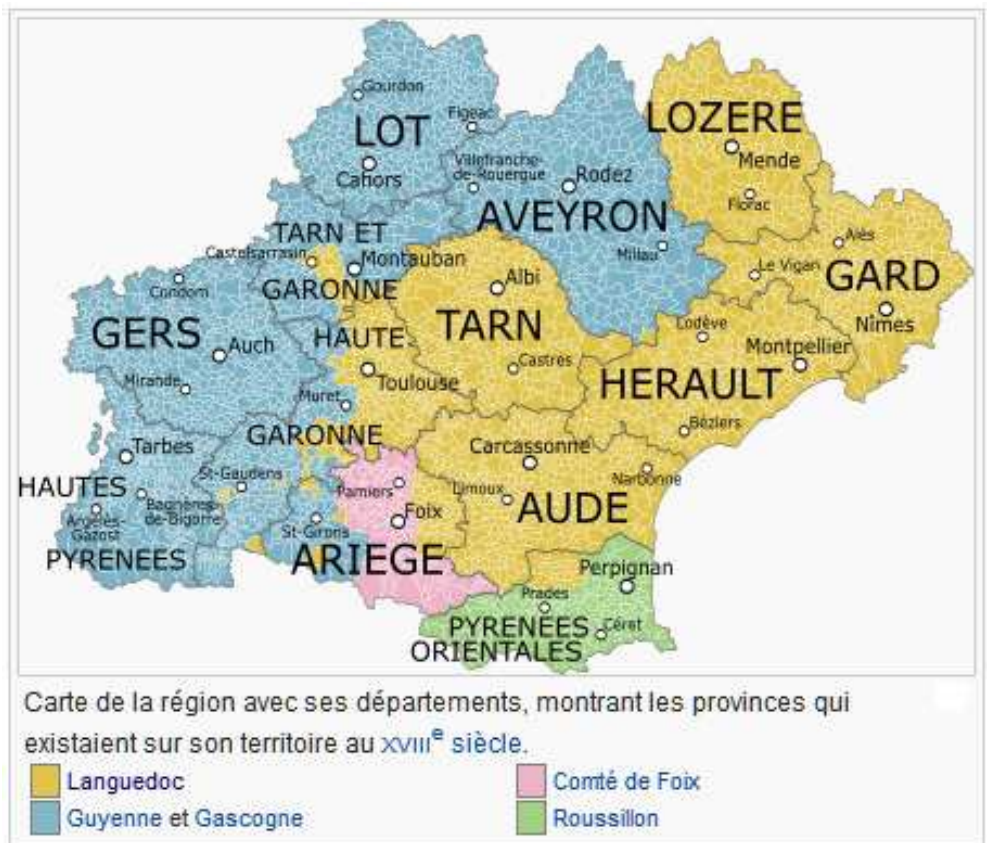 Gourdon
LOT
Figeac
Cahors
Villefranche-
de-Rouergue
Rodez
AVEYRON
Millau
LOZERE
Mende
Florac
Alès
Le Vigan
GARD
Nîmes
TARN ET
Castelsarrasin
Montauban
GARONNE
Albi
TARN
Castres
Condom
GERS
Auch
Mirande
HAUTE
Toulouse
Muret
GARONNE
St-Gaudens
Lodève
Montpellier
HERAULT
Béziers
Tarbes
HAUTES
Bagnères-
de-Bigorre
Argelès-
Gazost
PYRENEES
Carcassonne
Limoux
Narbonne
AUDE
Pamiers
Foix
St-Girons
ARIEGE
Perpignan
Prades
Céret
PYRENEES
ORIENTALES
Carte de la région avec ses départements, montrant les provinces qui
existaient sur son territoire au XVIIIe siècle.
Languedoc
Comté de Foix
Guyenne et Gascogne
Roussillon